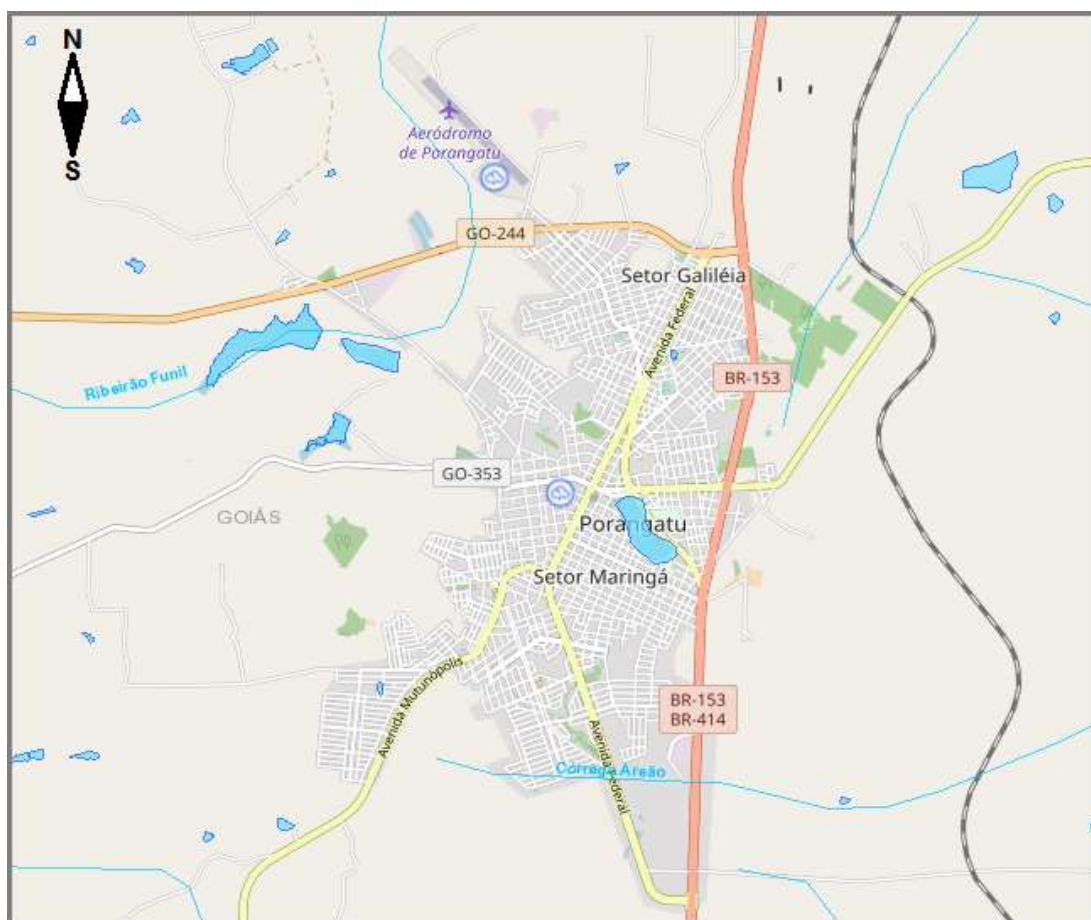 N
S
Aeródromo
de Porangatu
GO-244
Setor Galiléia
Avenida Federal
BR-153
Ribeirão Funil
GO-353
GOIÁS
Porangatu
Setor Maringá
Avenida Mutunópolis
BR-153
BR-414
Avenida Federal
Córrego Areão